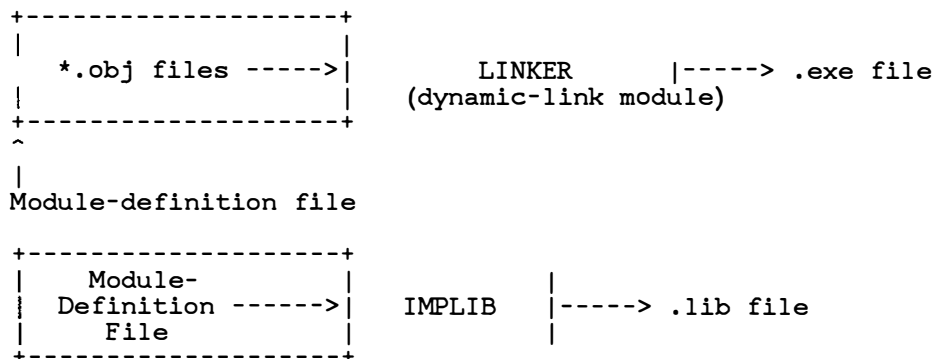 +---------------------+
| |
*.obj files ----->| LINKER |-----> .exe file
| | (dynamic-link module)
+---------------------+
^
|
Module-definition file
+---------------------+
| Module- | |
| Definition ------>| IMPLIB |-----> .lib file
| File | |
+---------------------+